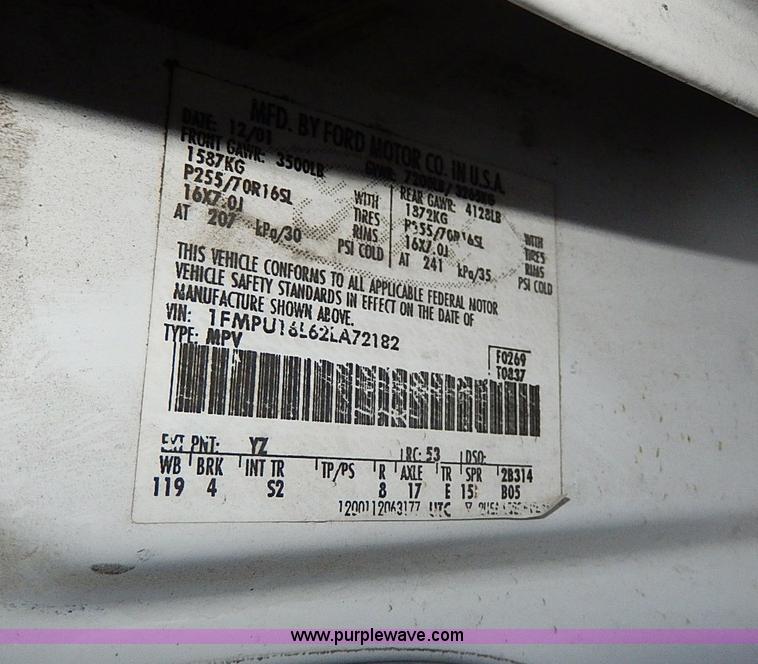 MFD. BY FORD MOTOR CO. IN U.S.A.
DATE: 12/01
GVWR:
FRONT GAWR: 3500LB
REAR GAWR: 4128LB
1587KG
1872KG
P255/70R16SL WITH TIRES
P255/70R16SL WITH TIRES
16X7.0J RIMS
16X7.0J RIMS
AT 207 kPa/30 PSI COLD
AT 241 kPa/35 PSI COLD
THIS VEHICLE CONFORMS TO ALL APPLICABLE FEDERAL MOTOR
VEHICLE SAFETY STANDARDS IN EFFECT ON THE DATE OF
MANUFACTURE SHOWN ABOVE.
VIN: 1FMPU16L62LA72182
TYPE: MPV
F0269
T0837
EXT PNT: YZ RC: 53 DSO:
WB BRK INT TR TP/PS R AXLE TR SPR 2B314
119 4 S2 8 17 E B05
1200112063177 UTC
www.purplewave.com